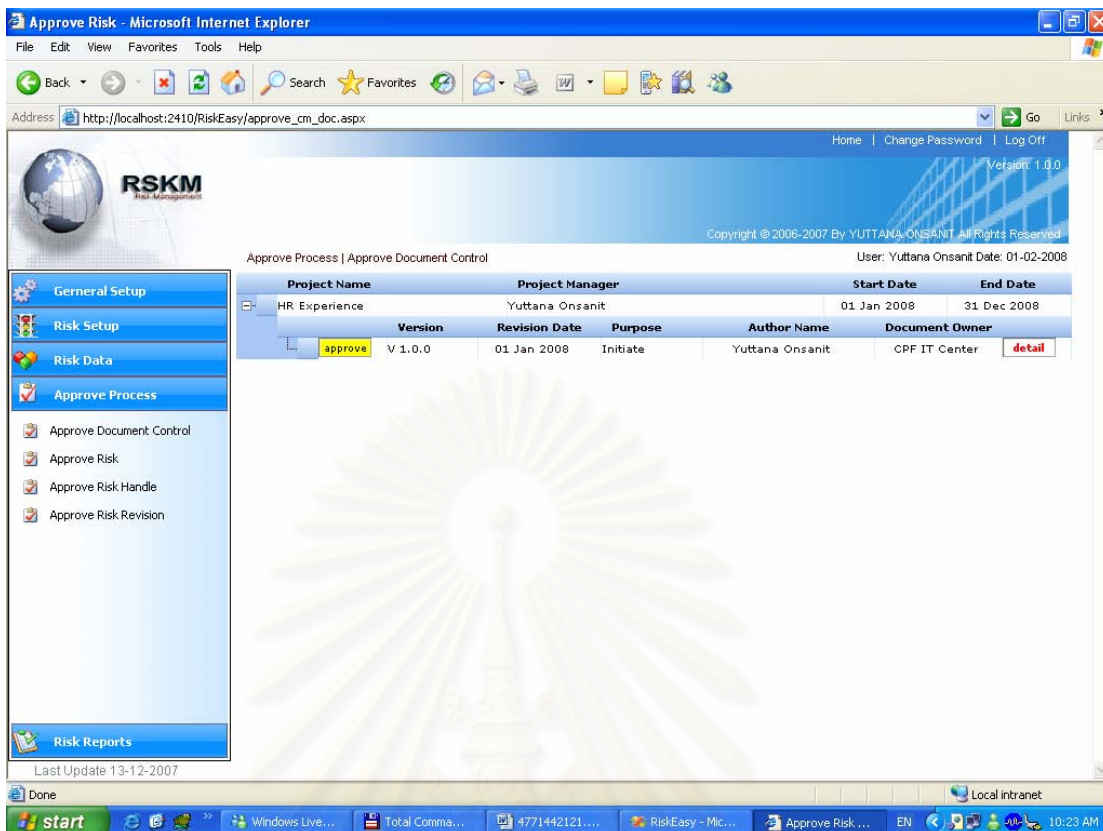 Approve Risk - Microsoft Internet Explorer
File Edit View Favorites Tools Help
Back Search Favorites
Address http://localhost:2410/RiskEasy/approve_cm_doc.aspx Go Links
Home | Change Password | Log Off
Version: 1.0.0
RSKM
Risk Management
Copyright © 2006-2007 By YUTTANA ONSANIT All Rights Reserved
Approve Process | Approve Document Control User: Yuttana Onsanit Date: 01-02-2008
Gerneral Setup
Risk Setup
Risk Data
Approve Process
Approve Document Control
Approve Risk
Approve Risk Handle
Approve Risk Revision
Risk Reports
Last Update 13-12-2007
Project Name Project Manager Start Date End Date
HR Experience Yuttana Onsanit 01 Jan 2008 31 Dec 2008
Version Revision Date Purpose Author Name Document Owner
approve V 1.0.0 01 Jan 2008 Initiate Yuttana Onsanit CPF IT Center detail
Done Local intranet
start Windows Live... Total Comma... 4771442121.... RiskEasy - Mic... Approve Risk ... EN 10:23 AM